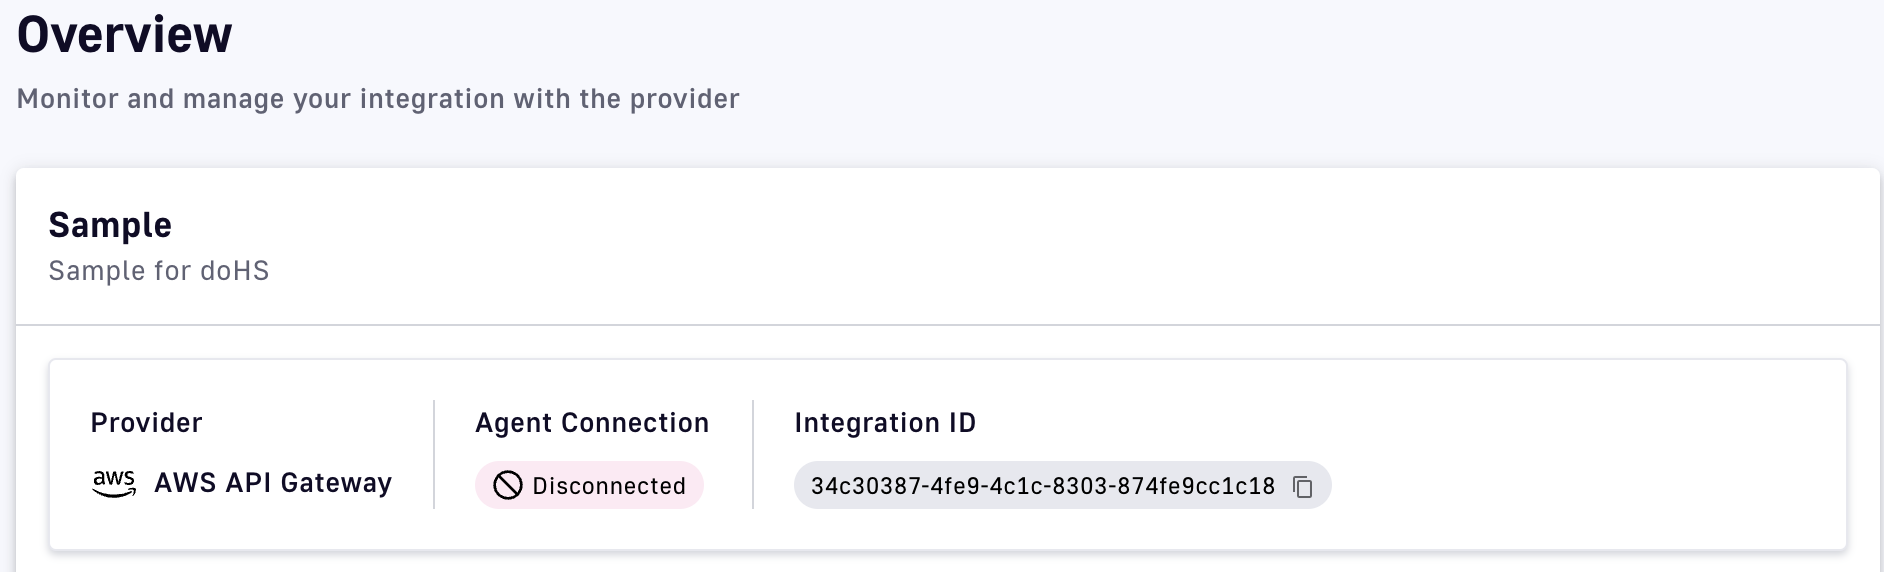 Overview
Monitor and manage your integration with the provider
Sample
Sample for doHS
Provider
aws AWS API Gateway
Agent Connection
Disconnected
Integration ID
34c30387-4fe9-4c1c-8303-874fe9cc1c18